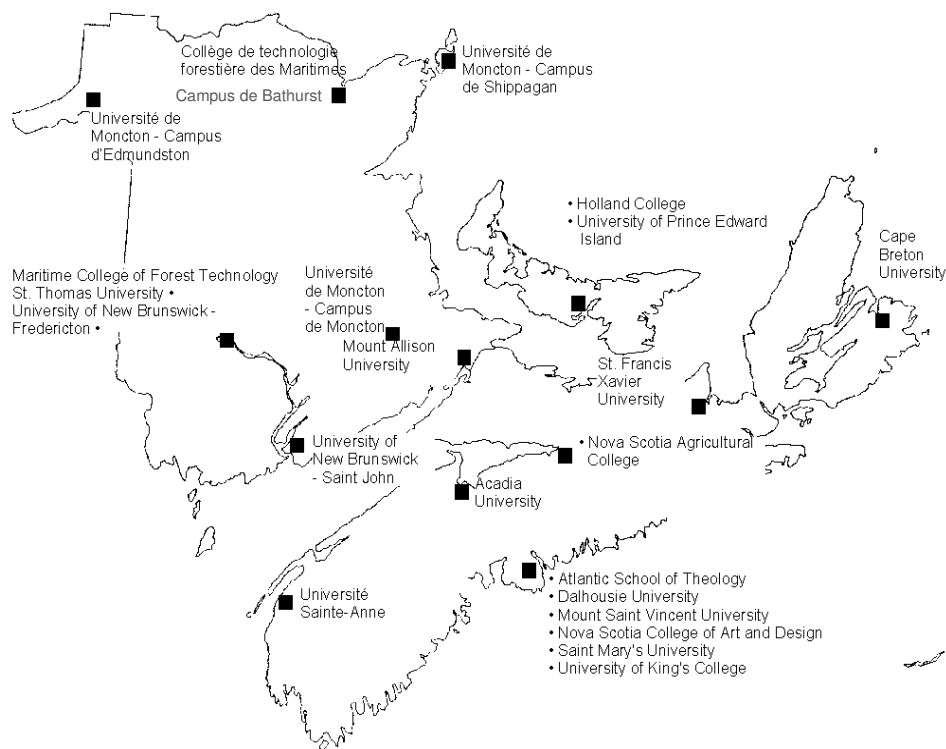 Collège de technologie
forestière des Maritimes
Campus de Bathurst
Université de
Moncton - Campus
de Shippagan
Université de
Moncton - Campus
d'Edmundston
• Holland College
• University of Prince Edward
Island
Cape
Breton
University
Maritime College of Forest Technology
St. Thomas University •
University of New Brunswick -
Fredericton •
Université
de Moncton
- Campus
de Moncton
Mount Allison
University
St. Francis
Xavier
University
University of
New Brunswick
- Saint John
• Nova Scotia Agricultural
College
Acadia
University
Université
Sainte-Anne
• Atlantic School of Theology
• Dalhousie University
• Mount Saint Vincent University
• Nova Scotia College of Art and Design
• Saint Mary's University
• University of King's College